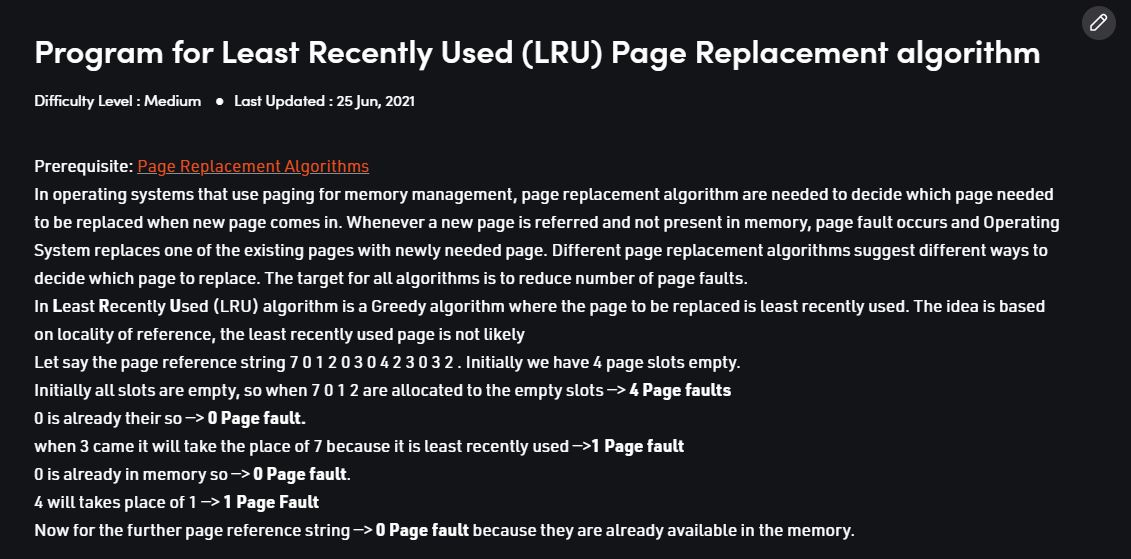 Program for Least Recently Used (LRU) Page Replacement algorithm
Difficulty Level : Medium ● Last Updated : 25 Jun, 2021
Prerequisite: Page Replacement Algorithms
In operating systems that use paging for memory management, page replacement algorithm are needed to decide which page needed
to be replaced when new page comes in. Whenever a new page is referred and not present in memory, page fault occurs and Operating
System replaces one of the existing pages with newly needed page. Different page replacement algorithms suggest different ways to
decide which page to replace. The target for all algorithms is to reduce number of page faults.
In Least Recently Used (LRU) algorithm is a Greedy algorithm where the page to be replaced is least recently used. The idea is based
on locality of reference, the least recently used page is not likely
Let say the page reference string 7 0 1 2 0 3 0 4 2 3 0 3 2 . Initially we have 4 page slots empty.
Initially all slots are empty, so when 7 0 1 2 are allocated to the empty slots —> 4 Page faults
0 is already their so —> 0 Page fault.
when 3 came it will take the place of 7 because it is least recently used —>1 Page fault
0 is already in memory so —> 0 Page fault.
4 will takes place of 1 —> 1 Page Fault
Now for the further page reference string —> 0 Page fault because they are already available in the memory.